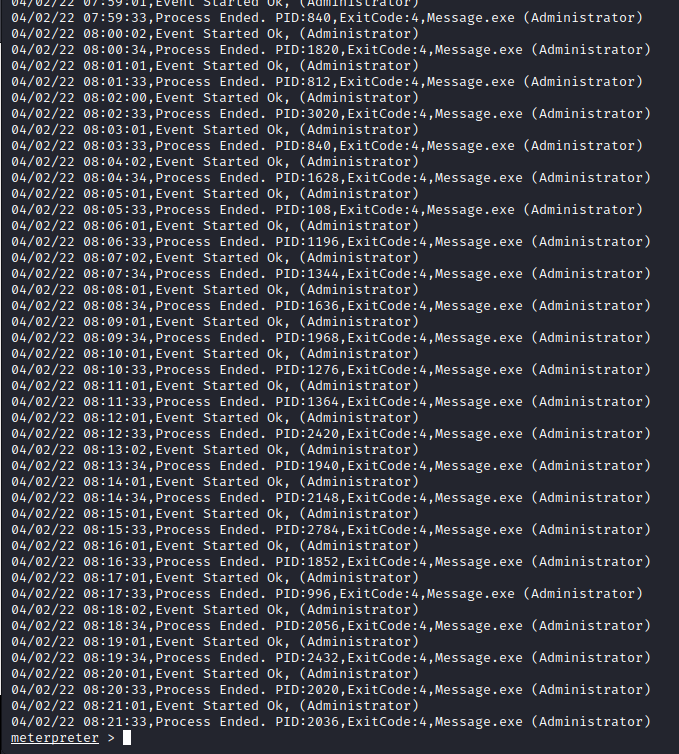 04/02/22 07:59:01,Event Started Ok, (Administrator)
04/02/22 07:59:33,Process Ended. PID:840,ExitCode:4,Message.exe (Administrator)
04/02/22 08:00:02,Event Started Ok, (Administrator)
04/02/22 08:00:34,Process Ended. PID:1820,ExitCode:4,Message.exe (Administrator)
04/02/22 08:01:01,Event Started Ok, (Administrator)
04/02/22 08:01:33,Process Ended. PID:812,ExitCode:4,Message.exe (Administrator)
04/02/22 08:02:00,Event Started Ok, (Administrator)
04/02/22 08:02:33,Process Ended. PID:3020,ExitCode:4,Message.exe (Administrator)
04/02/22 08:03:01,Event Started Ok, (Administrator)
04/02/22 08:03:33,Process Ended. PID:840,ExitCode:4,Message.exe (Administrator)
04/02/22 08:04:02,Event Started Ok, (Administrator)
04/02/22 08:04:34,Process Ended. PID:1628,ExitCode:4,Message.exe (Administrator)
04/02/22 08:05:01,Event Started Ok, (Administrator)
04/02/22 08:05:33,Process Ended. PID:108,ExitCode:4,Message.exe (Administrator)
04/02/22 08:06:01,Event Started Ok, (Administrator)
04/02/22 08:06:33,Process Ended. PID:1196,ExitCode:4,Message.exe (Administrator)
04/02/22 08:07:02,Event Started Ok, (Administrator)
04/02/22 08:07:34,Process Ended. PID:1344,ExitCode:4,Message.exe (Administrator)
04/02/22 08:08:01,Event Started Ok, (Administrator)
04/02/22 08:08:34,Process Ended. PID:1636,ExitCode:4,Message.exe (Administrator)
04/02/22 08:09:01,Event Started Ok, (Administrator)
04/02/22 08:09:34,Process Ended. PID:1968,ExitCode:4,Message.exe (Administrator)
04/02/22 08:10:01,Event Started Ok, (Administrator)
04/02/22 08:10:33,Process Ended. PID:1276,ExitCode:4,Message.exe (Administrator)
04/02/22 08:11:01,Event Started Ok, (Administrator)
04/02/22 08:11:33,Process Ended. PID:1364,ExitCode:4,Message.exe (Administrator)
04/02/22 08:12:01,Event Started Ok, (Administrator)
04/02/22 08:12:33,Process Ended. PID:2420,ExitCode:4,Message.exe (Administrator)
04/02/22 08:13:02,Event Started Ok, (Administrator)
04/02/22 08:13:34,Process Ended. PID:1940,ExitCode:4,Message.exe (Administrator)
04/02/22 08:14:01,Event Started Ok, (Administrator)
04/02/22 08:14:34,Process Ended. PID:2148,ExitCode:4,Message.exe (Administrator)
04/02/22 08:15:01,Event Started Ok, (Administrator)
04/02/22 08:15:33,Process Ended. PID:2784,ExitCode:4,Message.exe (Administrator)
04/02/22 08:16:01,Event Started Ok, (Administrator)
04/02/22 08:16:33,Process Ended. PID:1852,ExitCode:4,Message.exe (Administrator)
04/02/22 08:17:01,Event Started Ok, (Administrator)
04/02/22 08:17:33,Process Ended. PID:996,ExitCode:4,Message.exe (Administrator)
04/02/22 08:18:02,Event Started Ok, (Administrator)
04/02/22 08:18:34,Process Ended. PID:2056,ExitCode:4,Message.exe (Administrator)
04/02/22 08:19:01,Event Started Ok, (Administrator)
04/02/22 08:19:34,Process Ended. PID:2432,ExitCode:4,Message.exe (Administrator)
04/02/22 08:20:01,Event Started Ok, (Administrator)
04/02/22 08:20:33,Process Ended. PID:2020,ExitCode:4,Message.exe (Administrator)
04/02/22 08:21:01,Event Started Ok, (Administrator)
04/02/22 08:21:33,Process Ended. PID:2036,ExitCode:4,Message.exe (Administrator)
meterpreter >